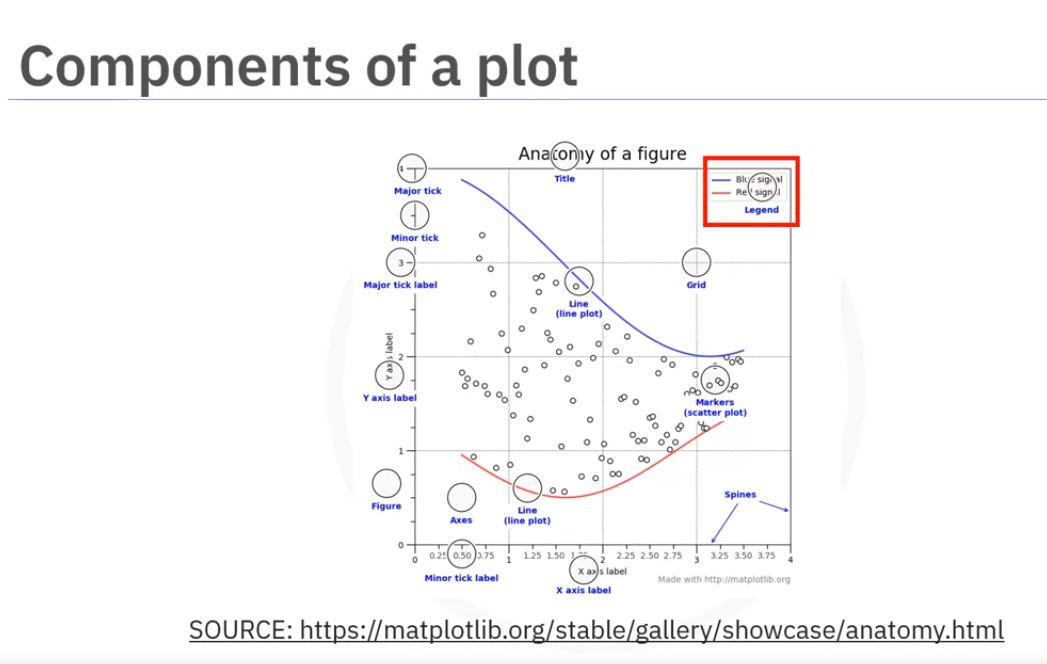 Components of a plot
Anatomy of a figure
Title
Major tick
Minor tick
Major tick label
Y axis label
Y axis label
Blue signal
Red signal
Legend
Grid
Line
(line plot)
Markers
(scatter plot)
Figure
Axes
Line
(line plot)
Spines
3
2
1
0
0 0.25 0.50 0.75 1 1.25 1.50 2 2.25 2.50 2.75 3 3.25 3.50 3.75 4
Minor tick label
X axis label
X axis label
Made with http://matplotlib.org
SOURCE: https://matplotlib.org/stable/gallery/showcase/anatomy.html